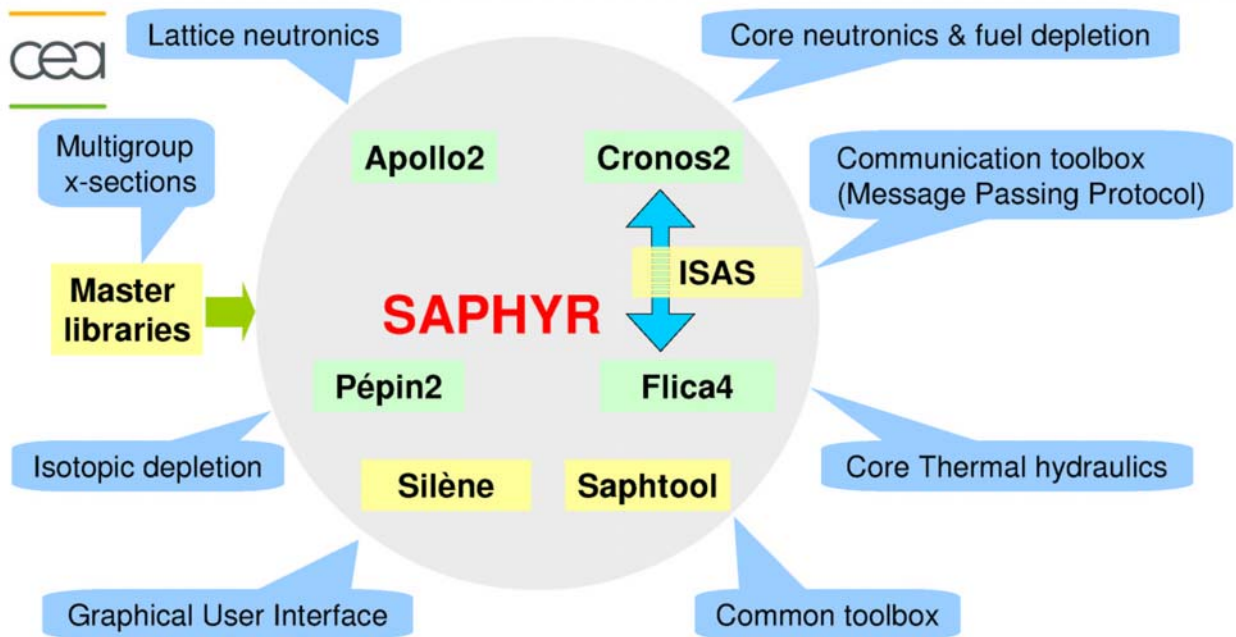 cea
Lattice neutronics
Core neutronics & fuel depletion
Multigroup
x-sections
Apollo2
Cronos2
Communication toolbox
(Message Passing Protocol)
Master
libraries
ISAS
SAPHYR
Pépin2
Flica4
Isotopic depletion
Silène
Saphtool
Core Thermal hydraulics
Graphical User Interface
Common toolbox